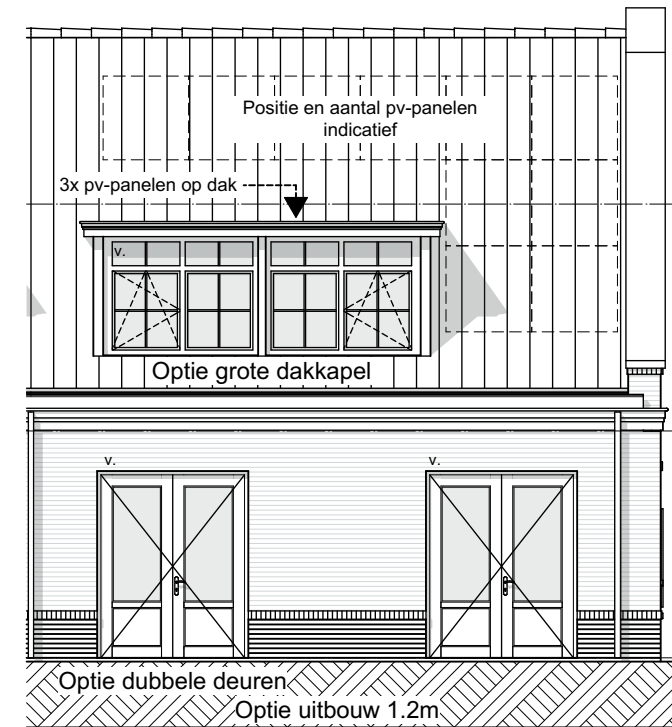 Positie en aantal pv-panelen
indicatief
3x pv-panelen op dak
v.
Optie grote dakkapel
v.
v.
Optie dubbele deuren
Optie uitbouw 1.2m